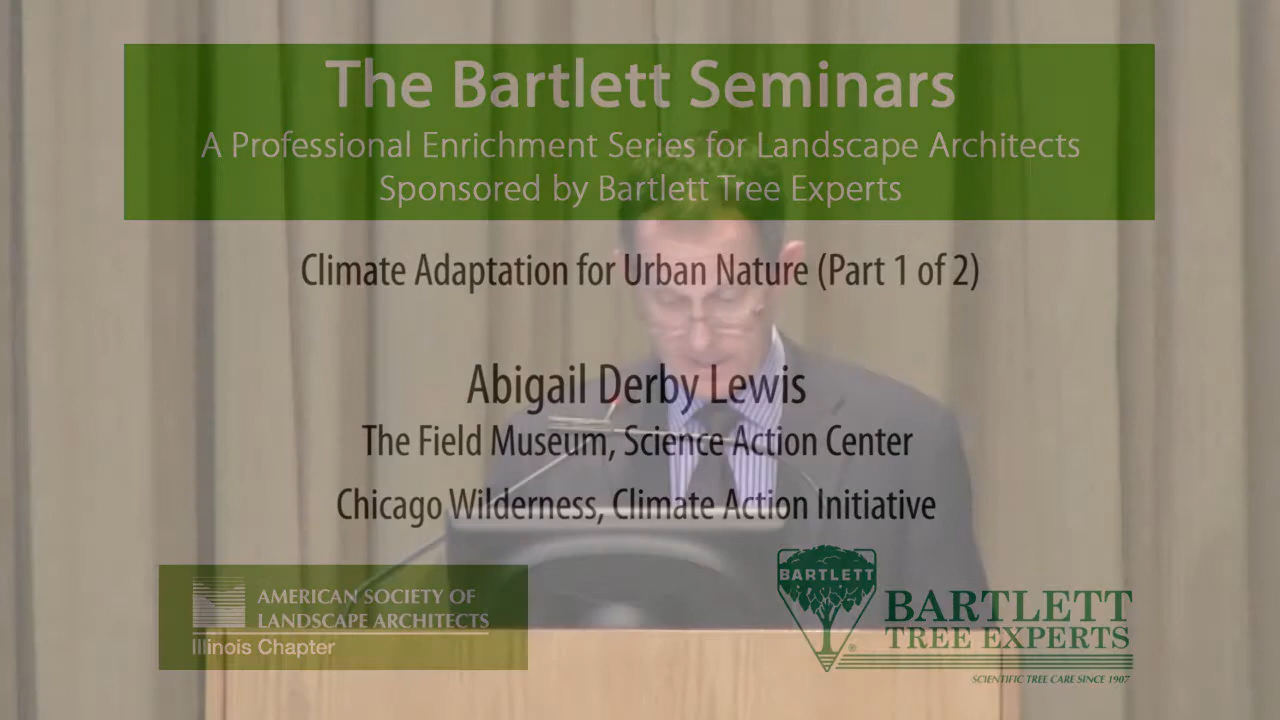 The Bartlett Seminars
A Professional Enrichment Series for Landscape Architects
Sponsored by Bartlett Tree Experts
Climate Adaptation for Urban Nature (Part 1 of 2)
Abigail Derby Lewis
The Field Museum, Science Action Center
Chicago Wilderness, Climate Action Initiative
AMERICAN SOCIETY OF
LANDSCAPE ARCHITECTS
Illinois Chapter
BARTLETT
®
BARTLETT
TREE EXPERTS
SCIENTIFIC TREE CARE SINCE 1907